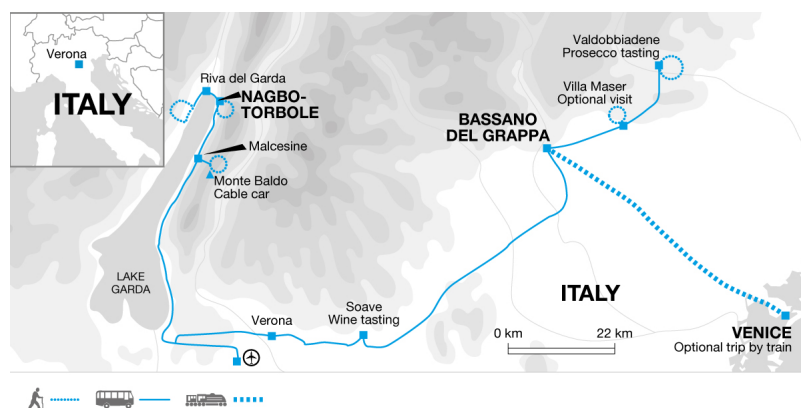 Verona
ITALY
Riva del Garda
NAGBO-
TORBOLE
Malcesine
Monte Baldo
Cable car
LAKE
GARDA
Verona
Soave
Wine tasting
BASSANO
DEL GRAPPA
Villa Maser
Optional visit
Valdobbiadene
Prosecco tasting
ITALY
0 km
22 km
VENICE
Optional trip by train